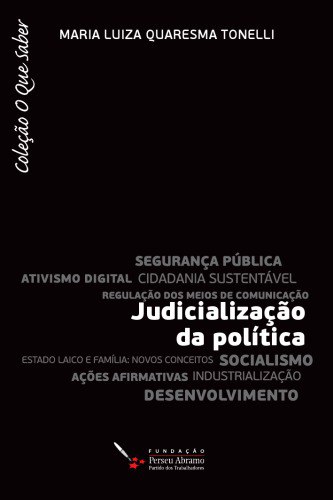 MARIA LUIZA QUARESMA TONELLI
Coleção O Que Saber
SEGURANÇA PÚBLICA
ATIVISMO DIGITAL CIDADANIA SUSTENTÁVEL
REGULAÇÃO DOS MEIOS DE COMUNICAÇÃO
Judicialização
da política
ESTADO LAICO E FAMÍLIA: NOVOS CONCEITOS SOCIALISMO
AÇÕES AFIRMATIVAS INDUSTRIALIZAÇÃO
DESENVOLVIMENTO
FUNDAÇÃO
Perseu Abramo
Partido dos Trabalhadores